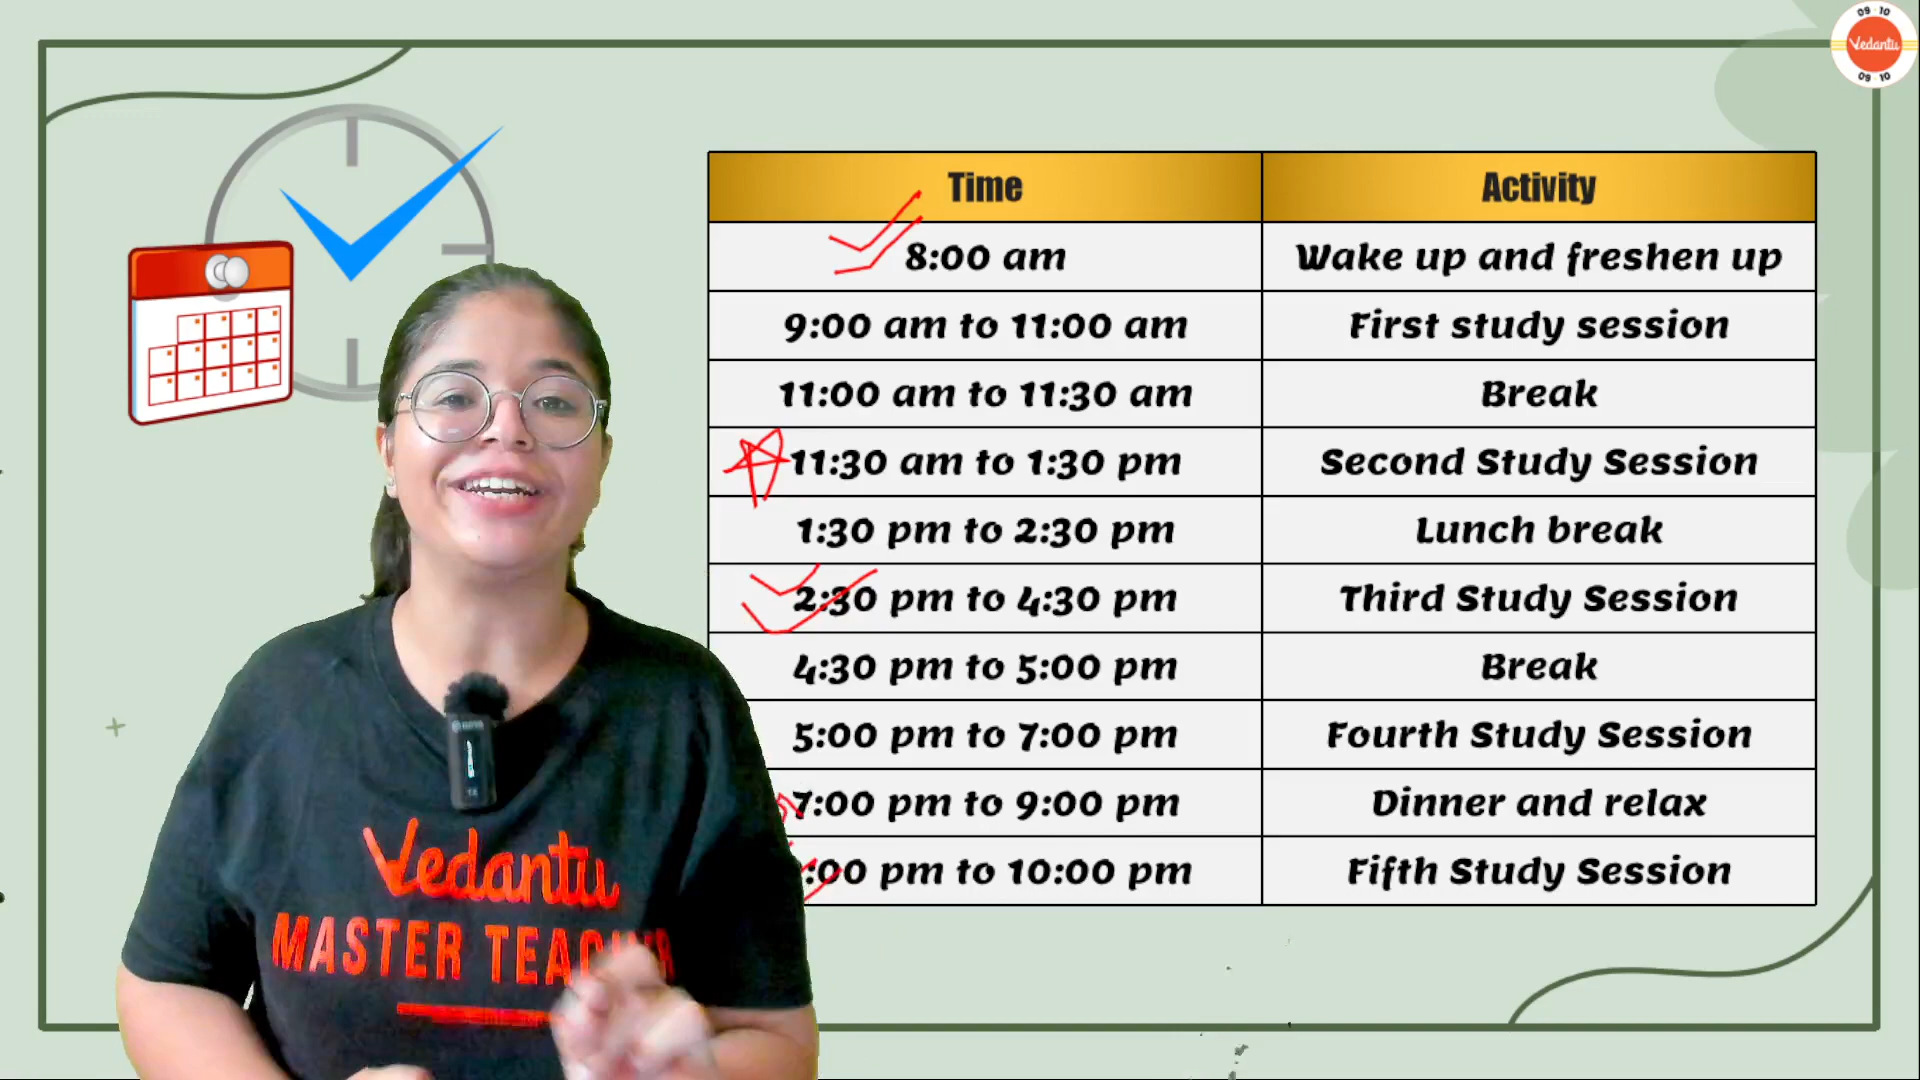 09 10
Vedantu
09 10
Time Activity
8:00 am Wake up and freshen up
9:00 am to 11:00 am First study session
11:00 am to 11:30 am Break
11:30 am to 1:30 pm Second Study Session
1:30 pm to 2:30 pm Lunch break
2:30 pm to 4:30 pm Third Study Session
4:30 pm to 5:00 pm Break
5:00 pm to 7:00 pm Fourth Study Session
7:00 pm to 9:00 pm Dinner and relax
:00 pm to 10:00 pm Fifth Study Session
Vedantu
MASTER